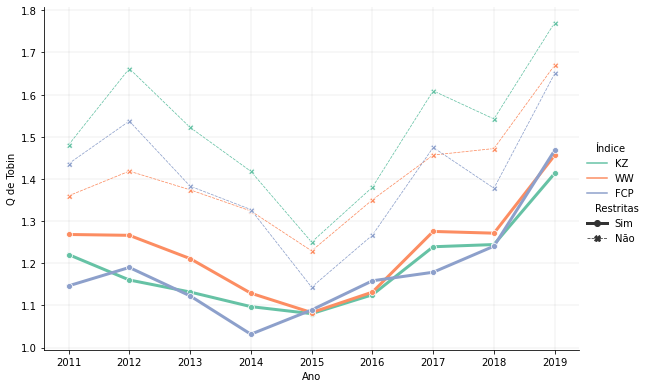 1.8
1.7
1.6
1.5
1.4
1.3
1.2
1.1
1.0
Q de Tobin
2011 2012 2013 2014 2015 2016 2017 2018 2019
Ano
Índice
KZ
WW
FCP
Restritas
Sim
Não